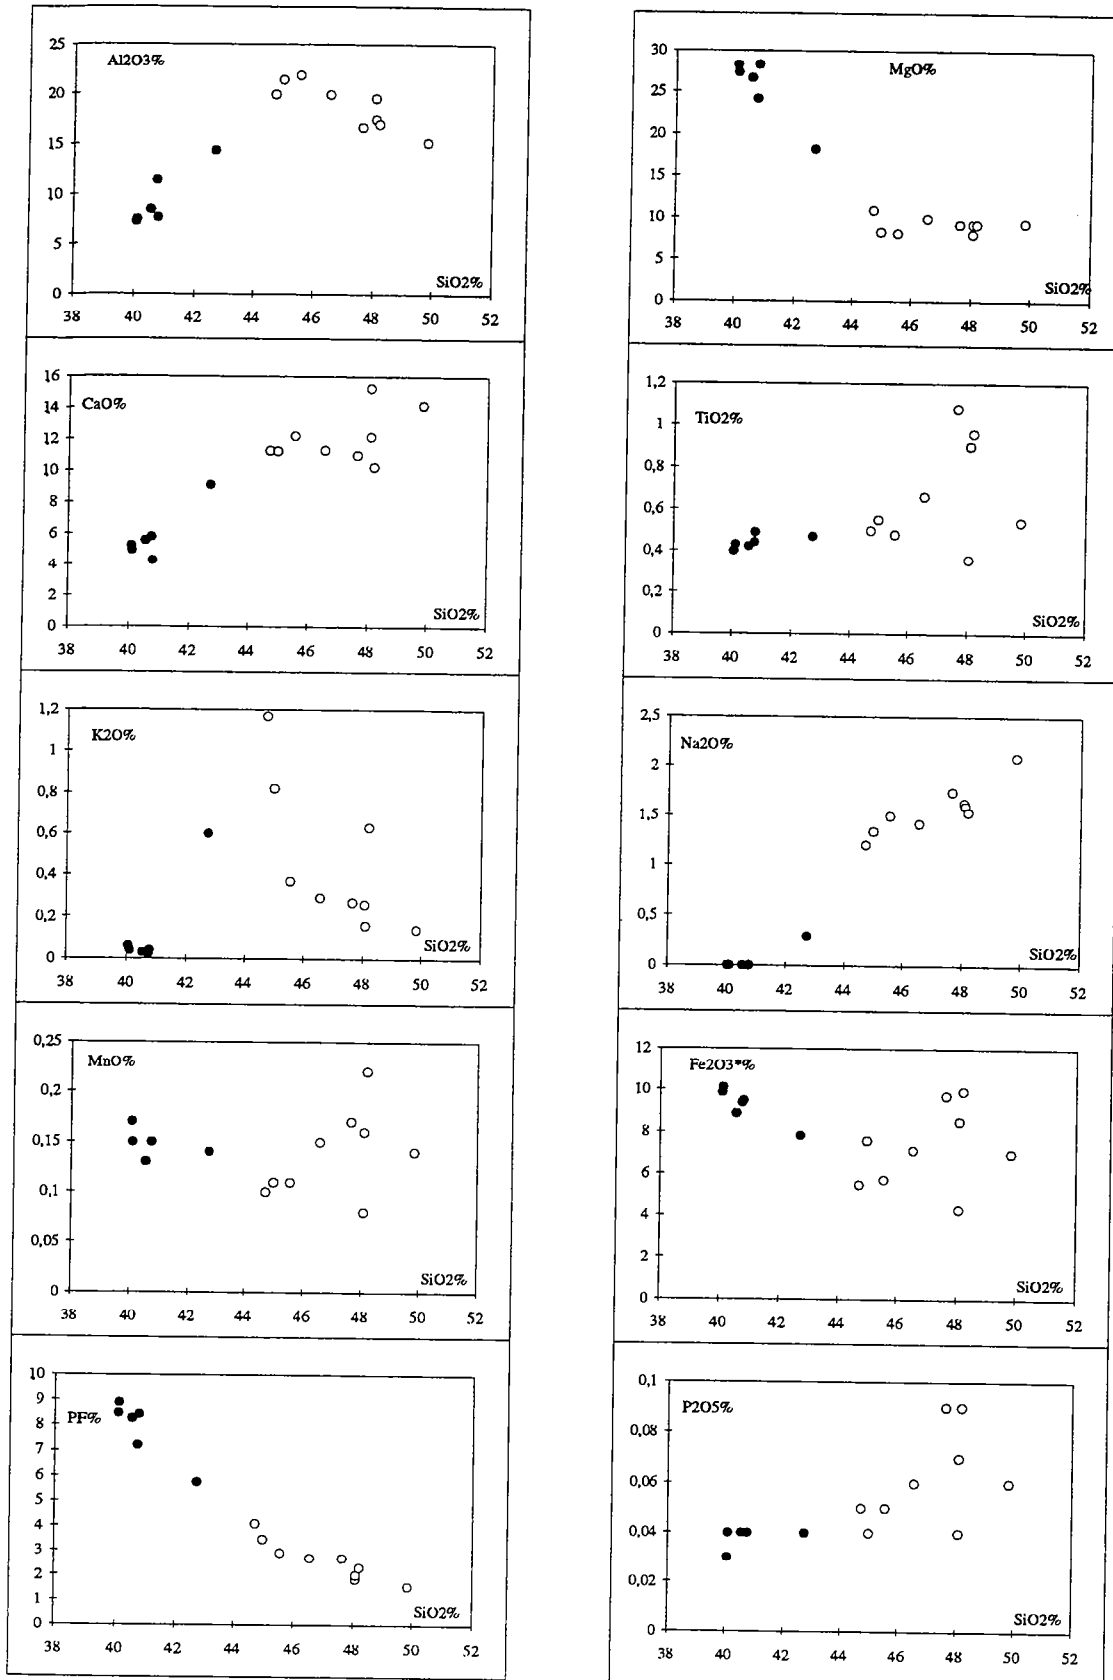 25
Al2O3%
20
15
10
5
SiO2%
0
38 40 42 44 46 48 50 52
30
MgO%
25
20
15
10
5
SiO2%
0
38 40 42 44 46 48 50 52
16
CaO%
14
12
10
8
6
4
2
SiO2%
0
38 40 42 44 46 48 50 52
1,2
TiO2%
1
0,8
0,6
0,4
0,2
SiO2%
0
38 40 42 44 46 48 50 52
1,2
K2O%
1
0,8
0,6
0,4
0,2
SiO2%
0
38 40 42 44 46 48 50 52
2,5
Na2O%
2
1,5
1
0,5
SiO2%
0
38 40 42 44 46 48 50 52
0,25
MnO%
0,2
0,15
0,1
0,05
SiO2%
0
38 40 42 44 46 48 50 52
12
Fe2O3*%
10
8
6
4
2
SiO2%
0
38 40 42 44 46 48 50 52
10
9
PF%
8
7
6
5
4
3
2
1
SiO2%
0
38 40 42 44 46 48 50 52
0,1
P2O5%
0,08
0,06
0,04
0,02
SiO2%
0
38 40 42 44 46 48 50 52